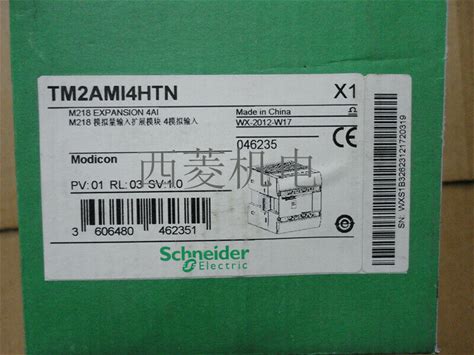 TM2AMI4HTN
X1
M218 EXPANSION 4AI
M218 模拟量输入扩展模块 4模拟输入
Made in China
WX-2012-W17
046235
Modicon
西菱机电
PV: 01 RL: 03 SV:1.0
3 606480 462351
Schneider
Electric
SN: WXS1B32623121720319